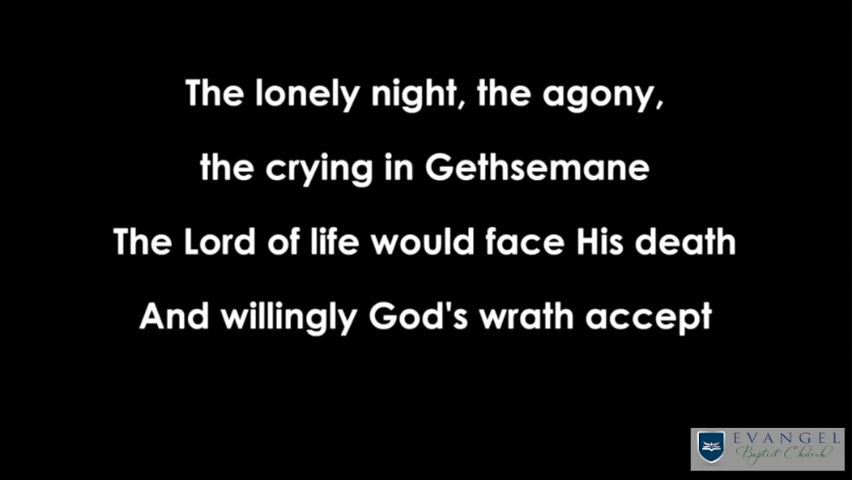 The lonely night, the agony,
the crying in Gethsemane
The Lord of life would face His death
And willingly God's wrath accept
EVANGEL
Baptist Church